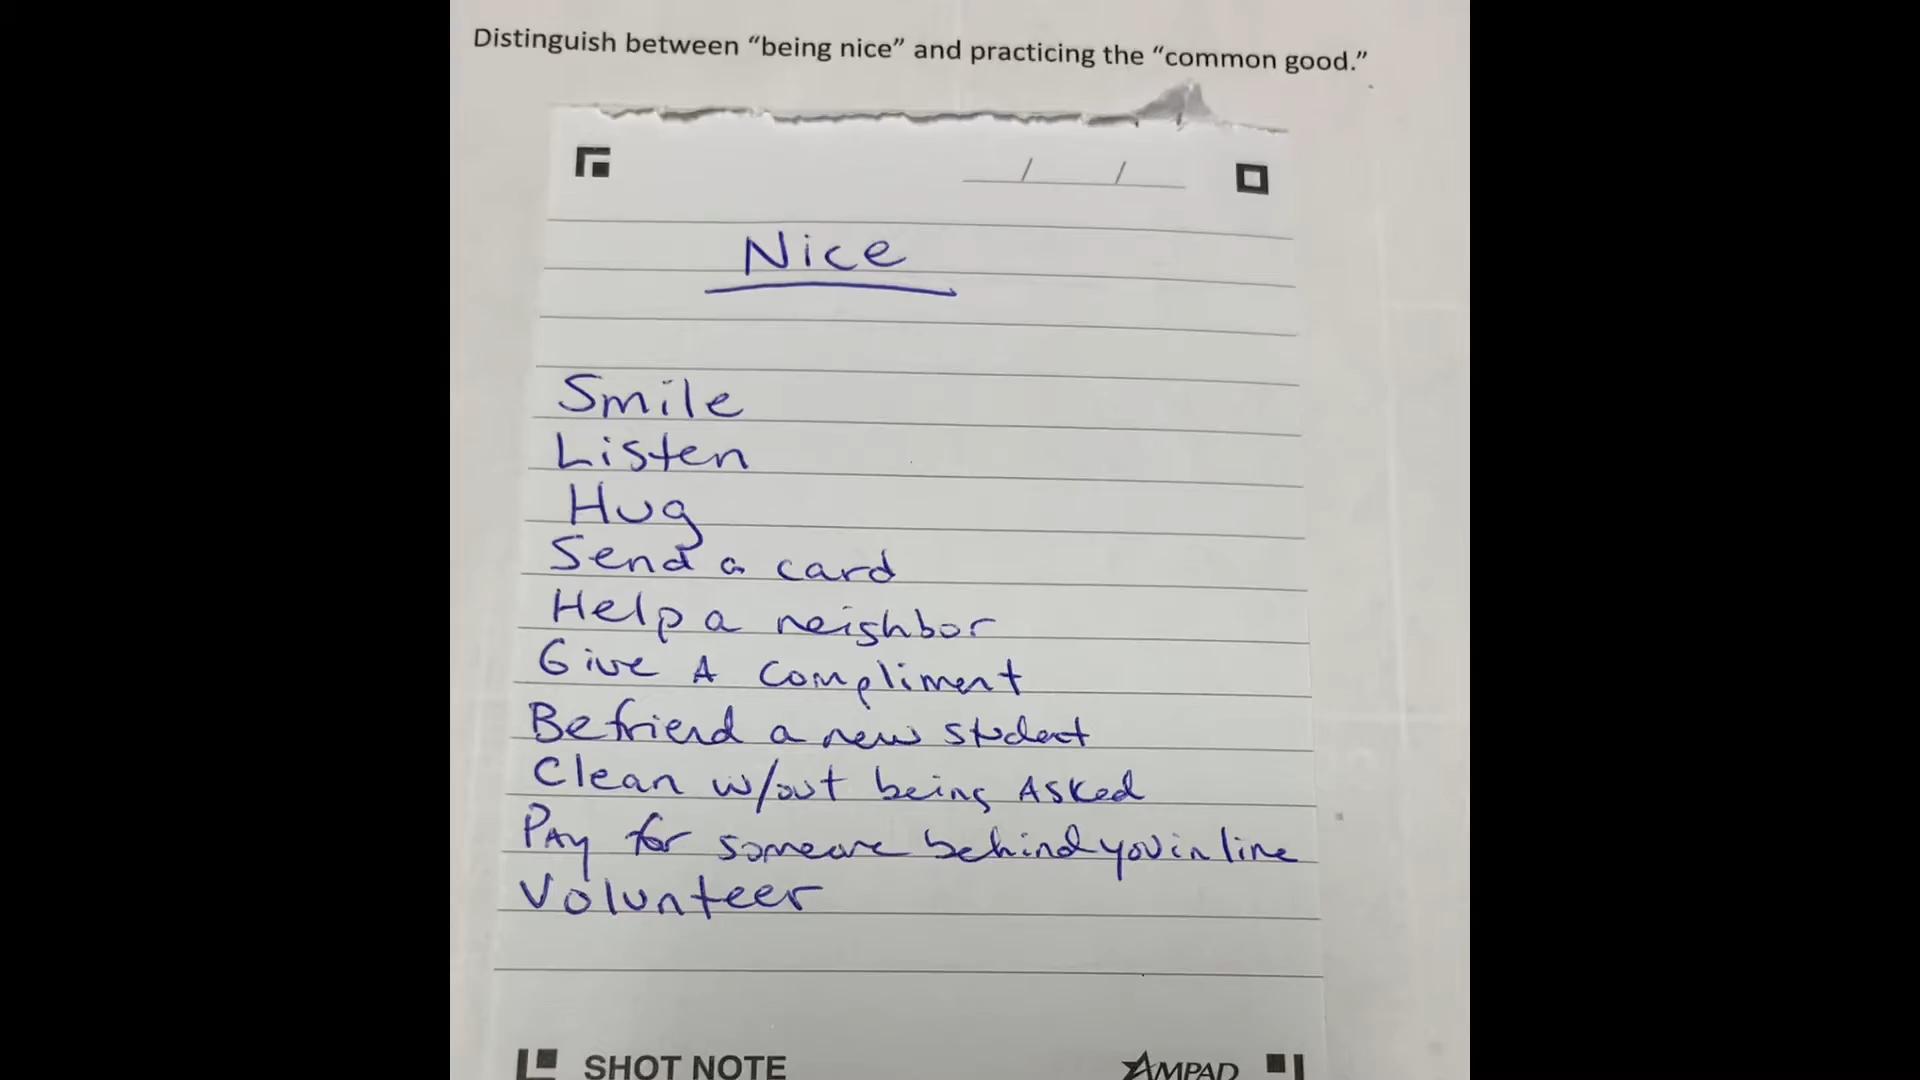 Distinguish between “being nice” and practicing the “common good.”
/ /
Nice
Smile
Listen
Hug
Send a card
Help a neighbor
Give A compliment
Befriend a new student
Clean w/out being Asked
Pay for someone behind you in line
Volunteer
SHOT NOTE AMPAD